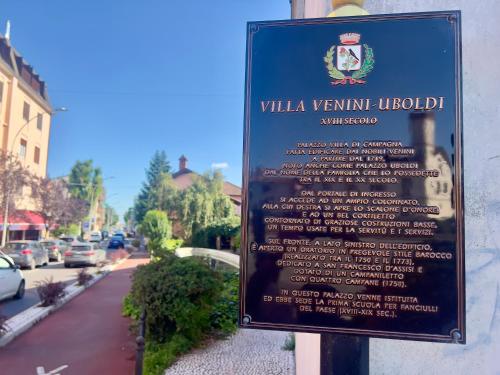 VILLA VENINI-UBOLDI
XVIII SECOLO
PALAZZO VILLA DI CAMPAGNA
FATTA EDIFICARE DAI NOBILI VENINI
A PARTIRE DAL 1749,
NOTO ANCHE COME PALAZZO UBOLDI
DAL NOME DELLA FAMIGLIA CHE LO POSSEDETTE
TRA IL XIX E IL XX SECOLO.
DAL PORTALE DI INGRESSO
SI ACCEDE AD UN AMPIO COLONNATO,
ALLA CUI DESTRA SI APRE LO SCALONE D'ONORE,
E AD UN BEL CORTILETTO
CONTORNATO DI GRAZIOSE COSTRUZIONI BASSE,
UN TEMPO USATE PER LA SERVITÙ E I SERVIZI.
SUL FRONTE, A LATO SINISTRO DELL'EDIFICIO,
È APERTO UN ORATORIO IN PREGEVOLE STILE BAROCCO
(REALIZZATO TRA IL 1750 E IL 1773),
DEDICATO A SAN FRANCESCO D'ASSISI E
DOTATO DI UN CAMPANILETTO
CON QUATTRO CAMPANE (1750).
IN QUESTO PALAZZO VENNE ISTITUITA
ED EBBE SEDE LA PRIMA SCUOLA PER FANCIULLI
DEL PAESE (XVIII-XIX SEC.).